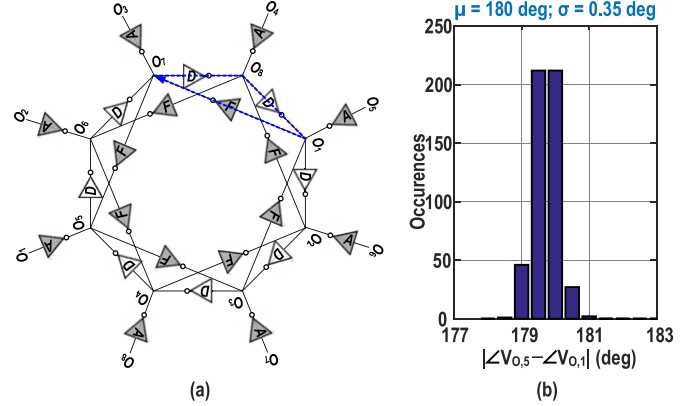 μ = 180 deg; σ = 0.35 deg
O3
O4
A
A
O7
O8
D
D
D
F
F
O2
A
O6
A
O5
O1
F
F
D
D
F
F
O5
O2
A
A
O1
O6
D
F
F
D
O4
D
O3
A
A
O8
O7
(a)
Occurences
250
200
150
100
50
0
177
179
181
183
|∠VO,5−∠VO,1| (deg)
(b)